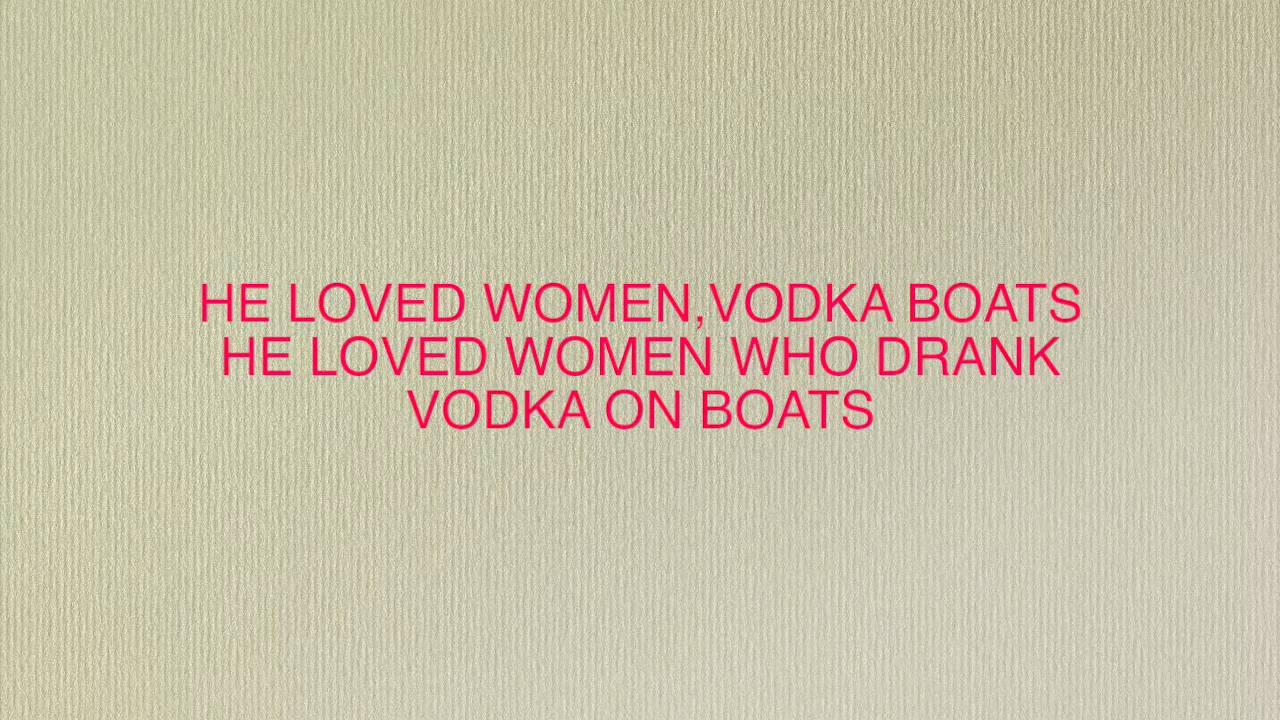 HE LOVED WOMEN,VODKA BOATS
HE LOVED WOMEN WHO DRANK
VODKA ON BOATS